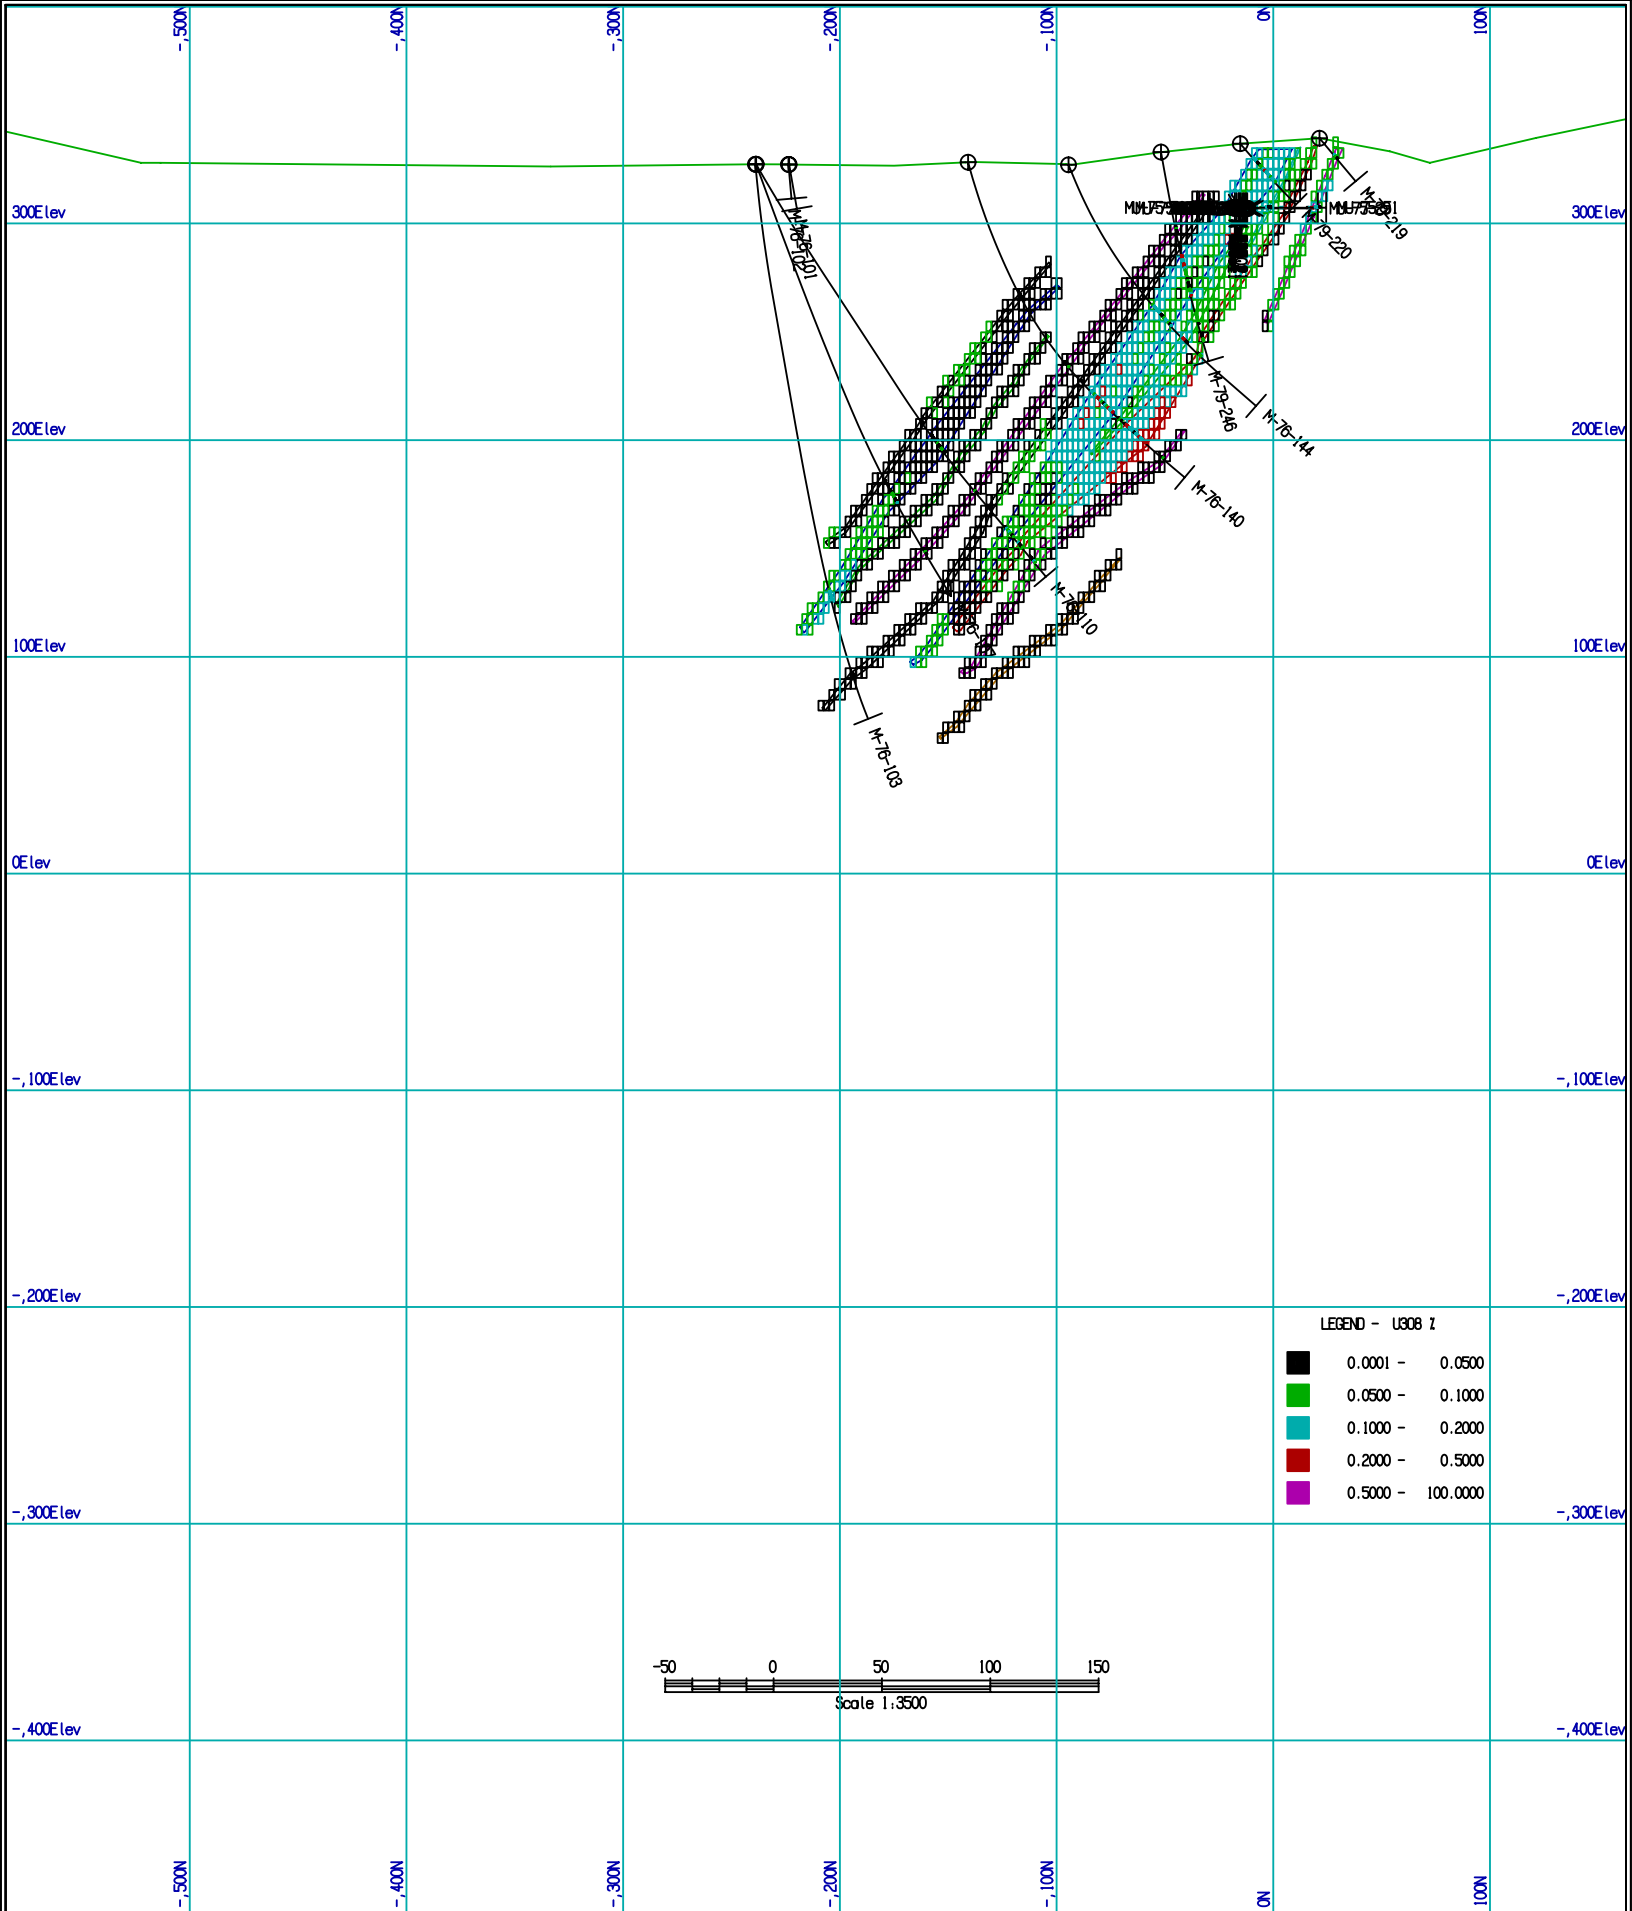 -,500N
-,400N
-,300N
-,200N
-,100N
0N
100N
300Elev
300Elev
M-79-219
M-79-220
M-76-101
M-76-102
M-79-246
M-76-144
200Elev
200Elev
M-76-140
100Elev
100Elev
M-76-103
0Elev
0Elev
-,100Elev
-,100Elev
-,200Elev
-,200Elev
LEGEND - U3O8 %
0.0001 - 0.0500
0.0500 - 0.1000
0.1000 - 0.2000
0.2000 - 0.5000
0.5000 - 100.0000
-,300Elev
-,300Elev
-50 0 50 100 150
Scale 1:3500
-,400Elev
-,400Elev
-,500N
-,400N
-,300N
-,200N
-,100N
0N
100N